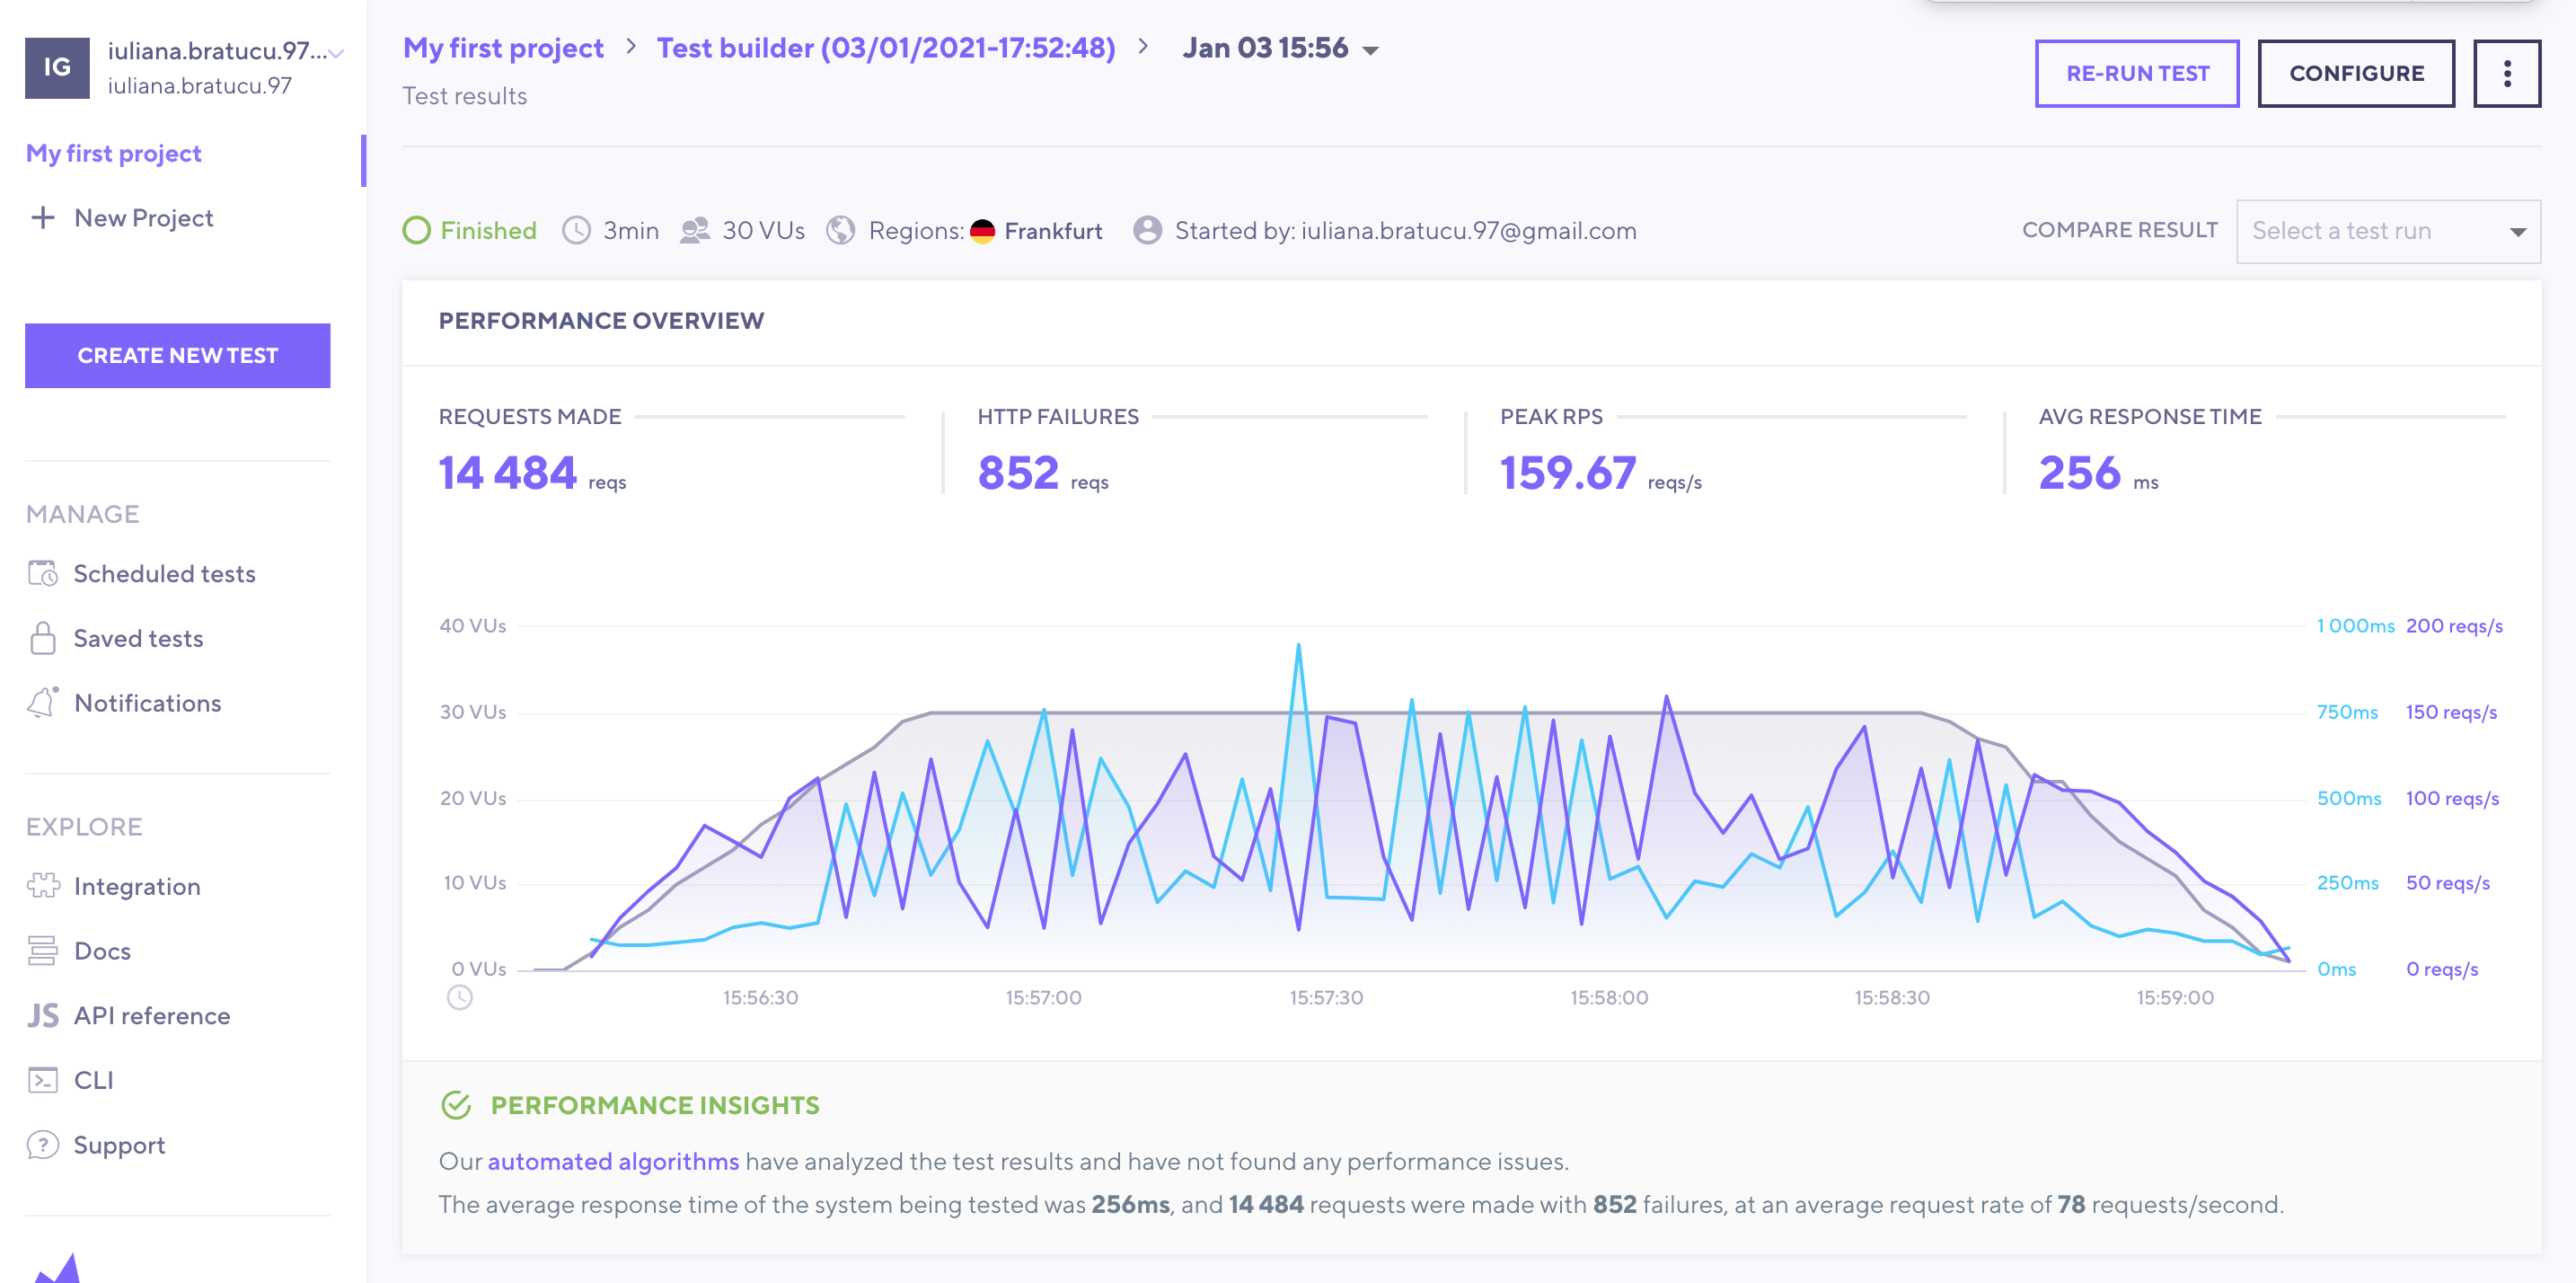 IG
iuliana.bratucu.97...
iuliana.bratucu.97
My first project
New Project
CREATE NEW TEST
MANAGE
Scheduled tests
Saved tests
Notifications
EXPLORE
Integration
Docs
JS API reference
CLI
Support
My first project > Test builder (03/01/2021-17:52:48) > Jan 03 15:56
Test results
RE-RUN TEST
CONFIGURE
Finished 3min 30 VUs Regions: Frankfurt Started by: iuliana.bratucu.97@gmail.com
COMPARE RESULT Select a test run
PERFORMANCE OVERVIEW
REQUESTS MADE
14 484 reqs
HTTP FAILURES
852 reqs
PEAK RPS
159.67 reqs/s
AVG RESPONSE TIME
256 ms
40 VUs 1 000ms 200 reqs/s
30 VUs 750ms 150 reqs/s
20 VUs 500ms 100 reqs/s
10 VUs 250ms 50 reqs/s
0 VUs 0ms 0 reqs/s
15:56:30 15:57:00 15:57:30 15:58:00 15:58:30 15:59:00
PERFORMANCE INSIGHTS
Our automated algorithms have analyzed the test results and have not found any performance issues.
The average response time of the system being tested was 256ms, and 14 484 requests were made with 852 failures, at an average request rate of 78 requests/second.